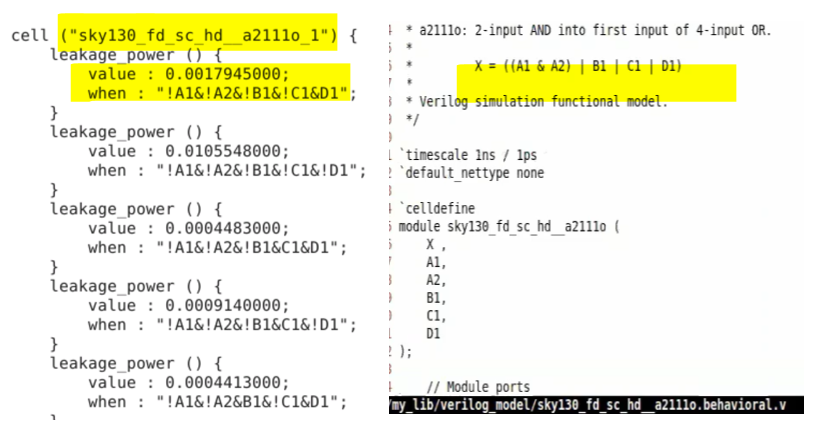 cell ("sky130_fd_sc_hd__a2111o_1") {
leakage_power () {
value : 0.0017945000;
when : "!A1&!A2&!B1&!C1&D1";
}
leakage_power () {
value : 0.0105548000;
when : "!A1&!A2&!B1&!C1&!D1";
}
leakage_power () {
value : 0.0004483000;
when : "!A1&!A2&!B1&C1&D1";
}
leakage_power () {
value : 0.0009140000;
when : "!A1&!A2&!B1&C1&!D1";
}
leakage_power () {
value : 0.0004413000;
when : "!A1&!A2&B1&!C1&D1";
* a2111o: 2-input AND into first input of 4-input OR.
*
* X = ((A1 & A2) | B1 | C1 | D1)
*
* Verilog simulation functional model.
*/
`timescale 1ns / 1ps
`default_nettype none
`celldefine
module sky130_fd_sc_hd__a2111o (
X ,
A1,
A2,
B1,
C1,
D1
);
// Module ports
/my_lib/verilog_model/sky130_fd_sc_hd__a2111o.behavioral.v